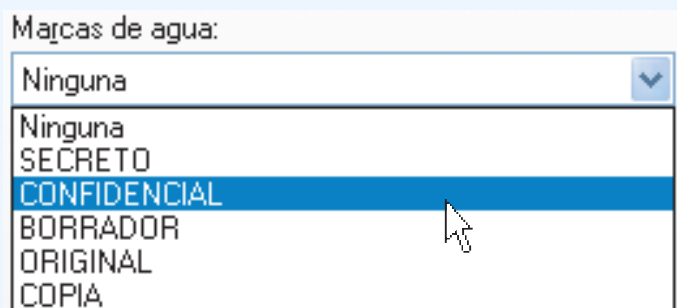 Marcas de agua:
Ninguna
Ninguna
SECRETO
CONFIDENCIAL
BORRADOR
ORIGINAL
COPIA